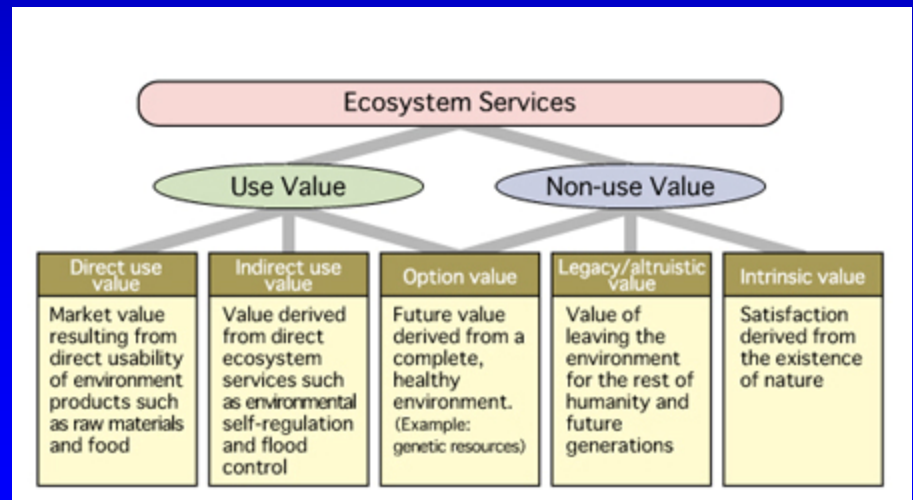 Ecosystem Services
Use Value
Non-use Value
Direct use
value
Market value
resulting from
direct usability
of environment
products such
as raw materials
and food
Indirect use
value
Value derived
from direct
ecosystem
services such
as environmental
self-regulation
and flood
control
Option value
Future value
derived from a
complete,
healthy
environment.
(Example:
genetic resources)
Legacy/altruistic
value
Value of
leaving the
environment
for the rest of
humanity and
future
generations
Intrinsic value
Satisfaction
derived from
the existence
of nature